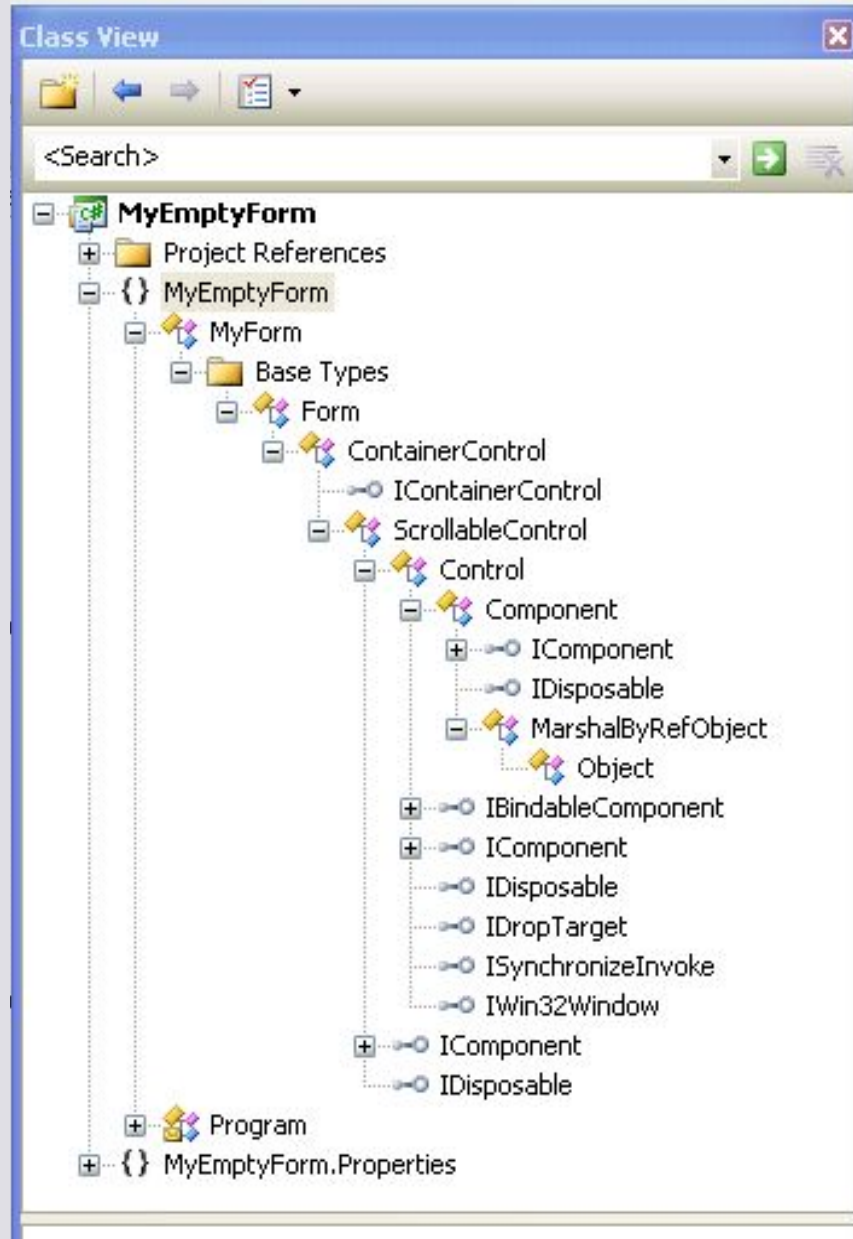 Class View
<Search>
MyEmptyForm
Project References
{} MyEmptyForm
MyForm
Base Types
Form
ContainerControl
IContainerControl
ScrollableControl
Control
Component
IComponent
IDisposable
MarshalByRefObject
Object
IBindableComponent
IComponent
IDisposable
IDropTarget
ISynchronizeInvoke
IWin32Window
IComponent
IDisposable
Program
{} MyEmptyForm.Properties